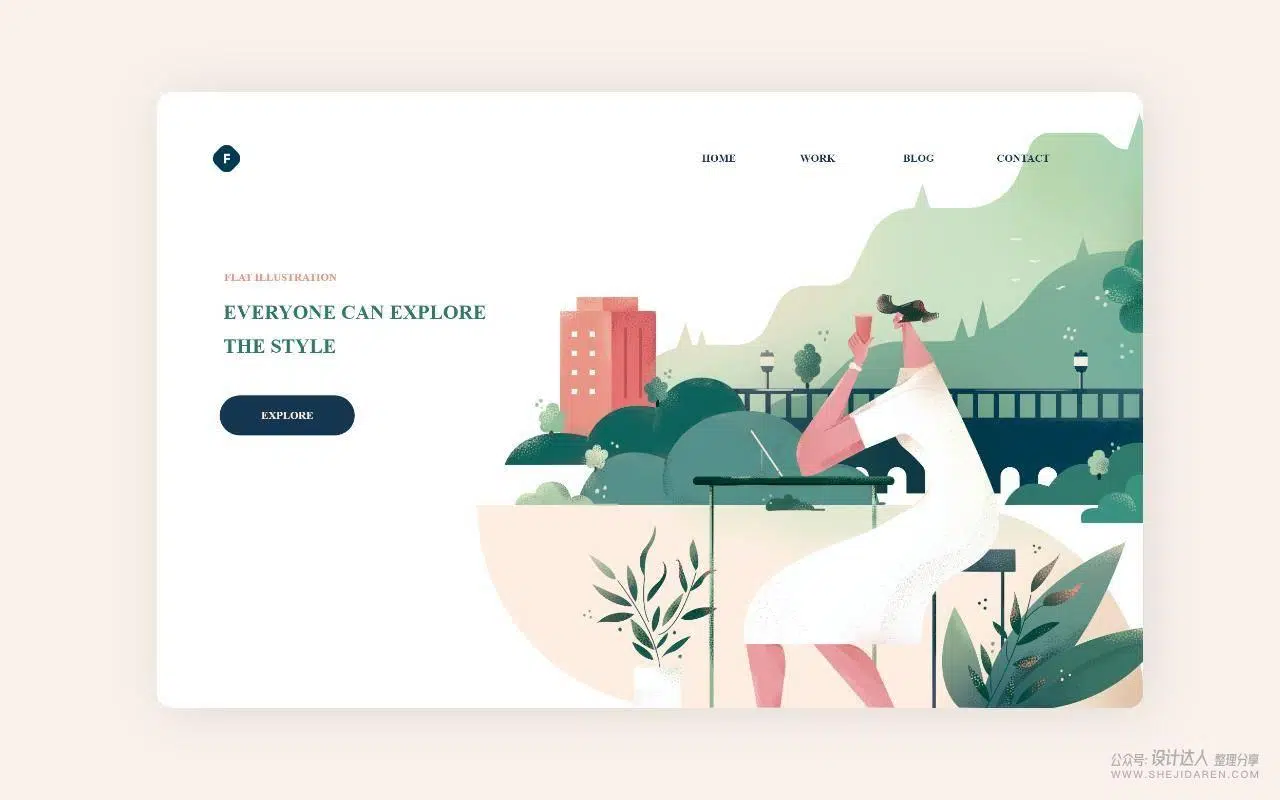 F
HOME WORK BLOG CONTACT
FLAT ILLUSTRATION
EVERYONE CAN EXPLORE
THE STYLE
EXPLORE
公众号: 设计达人 整理分享
WWW.SHEJIDAREN.COM